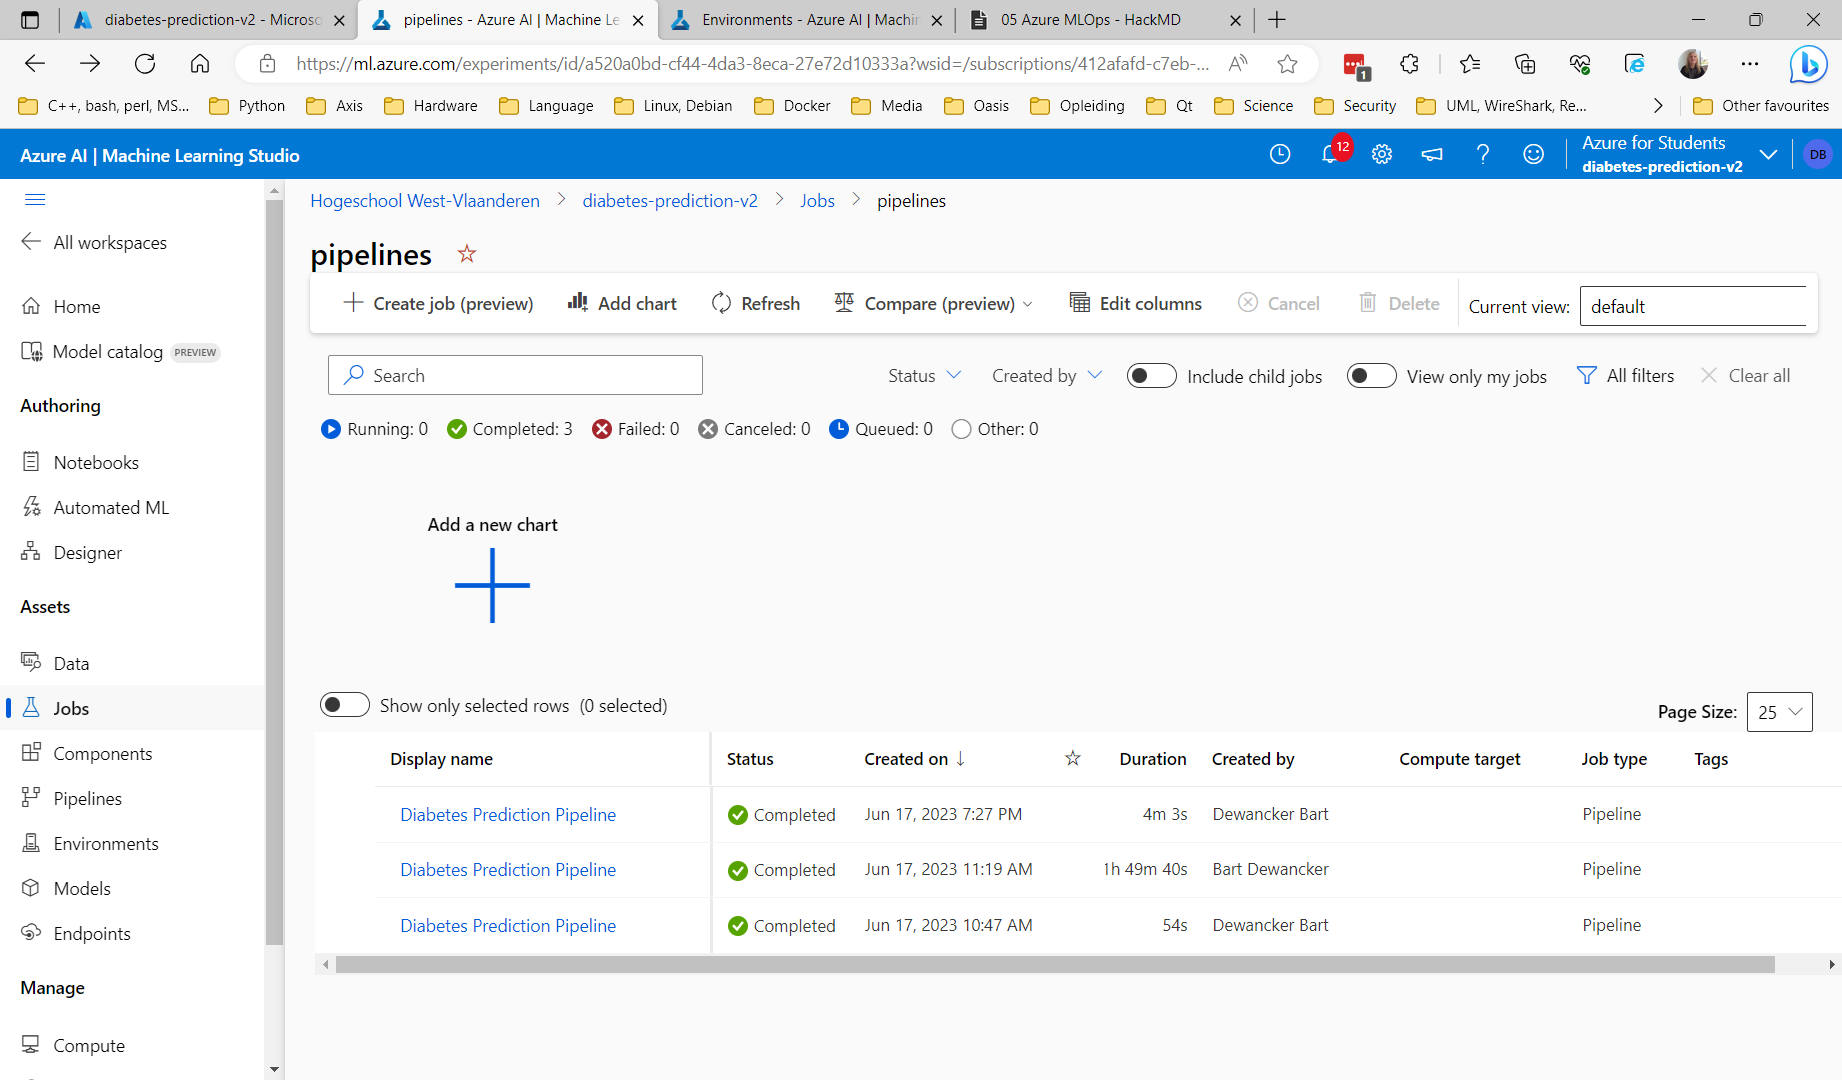 diabetes-prediction-v2 - Microso
pipelines - Azure AI | Machine Le
Environments - Azure AI | Machin
05 Azure MLOps - HackMD
https://ml.azure.com/experiments/id/a520a0bd-cf44-4da3-8eca-27e72d10333a?wsid=/subscriptions/412afafd-c7eb-...
1
C++, bash, perl, MS...
Python
Axis
Hardware
Language
Linux, Debian
Docker
Media
Oasis
Opleiding
Qt
Science
Security
UML, WireShark, Re...
Other favourites
Azure AI | Machine Learning Studio
12
Azure for Students
diabetes-prediction-v2
DB
All workspaces
Home
Model catalog PREVIEW
Authoring
Notebooks
Automated ML
Designer
Assets
Data
Jobs
Components
Pipelines
Environments
Models
Endpoints
Manage
Compute
Hogeschool West-Vlaanderen > diabetes-prediction-v2 > Jobs > pipelines
pipelines
Create job (preview) Add chart Refresh Compare (preview) Edit columns Cancel Delete Current view: default
Search Status Created by Include child jobs View only my jobs All filters Clear all
Running: 0 Completed: 3 Failed: 0 Canceled: 0 Queued: 0 Other: 0
Add a new chart
Show only selected rows (0 selected)
Page Size: 25
Display name Status Created on ↓ Duration Created by Compute target Job type Tags
Diabetes Prediction Pipeline Completed Jun 17, 2023 7:27 PM 4m 3s Dewancker Bart Pipeline
Diabetes Prediction Pipeline Completed Jun 17, 2023 11:19 AM 1h 49m 40s Bart Dewancker Pipeline
Diabetes Prediction Pipeline Completed Jun 17, 2023 10:47 AM 54s Dewancker Bart Pipeline